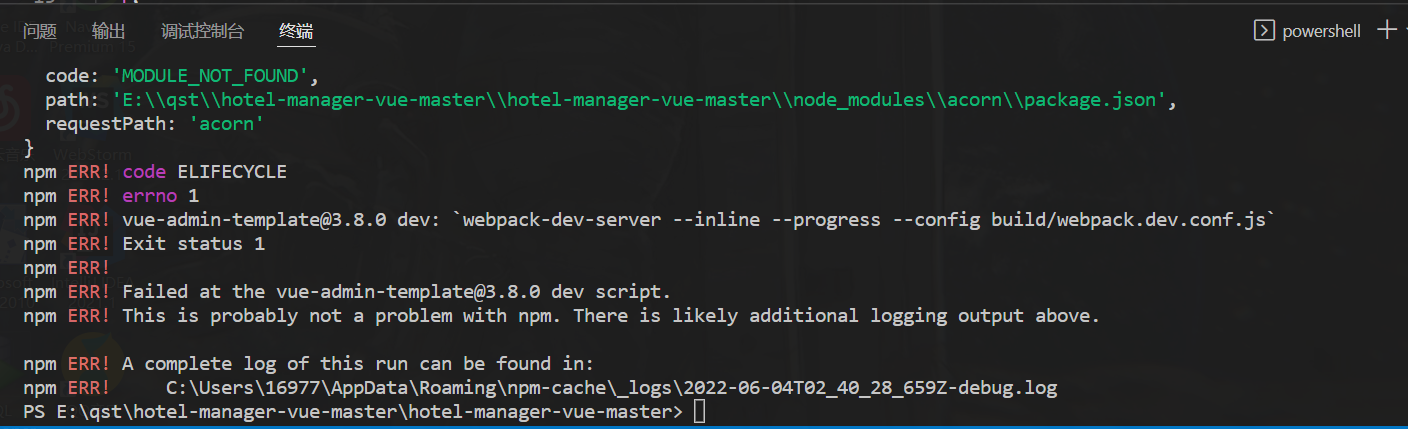 问题 输出 调试控制台 终端 powershell
code: 'MODULE_NOT_FOUND',
path: 'E:\\qst\\hotel-manager-vue-master\\hotel-manager-vue-master\\node_modules\\acorn\\package.json',
requestPath: 'acorn'
}
npm ERR! code ELIFECYCLE
npm ERR! errno 1
npm ERR! vue-admin-template@3.8.0 dev: `webpack-dev-server --inline --progress --config build/webpack.dev.conf.js`
npm ERR! Exit status 1
npm ERR!
npm ERR! Failed at the vue-admin-template@3.8.0 dev script.
npm ERR! This is probably not a problem with npm. There is likely additional logging output above.
npm ERR! A complete log of this run can be found in:
npm ERR!     C:\Users\16977\AppData\Roaming\npm-cache\_logs\2022-06-04T02_40_28_659Z-debug.log
PS E:\qst\hotel-manager-vue-master\hotel-manager-vue-master>